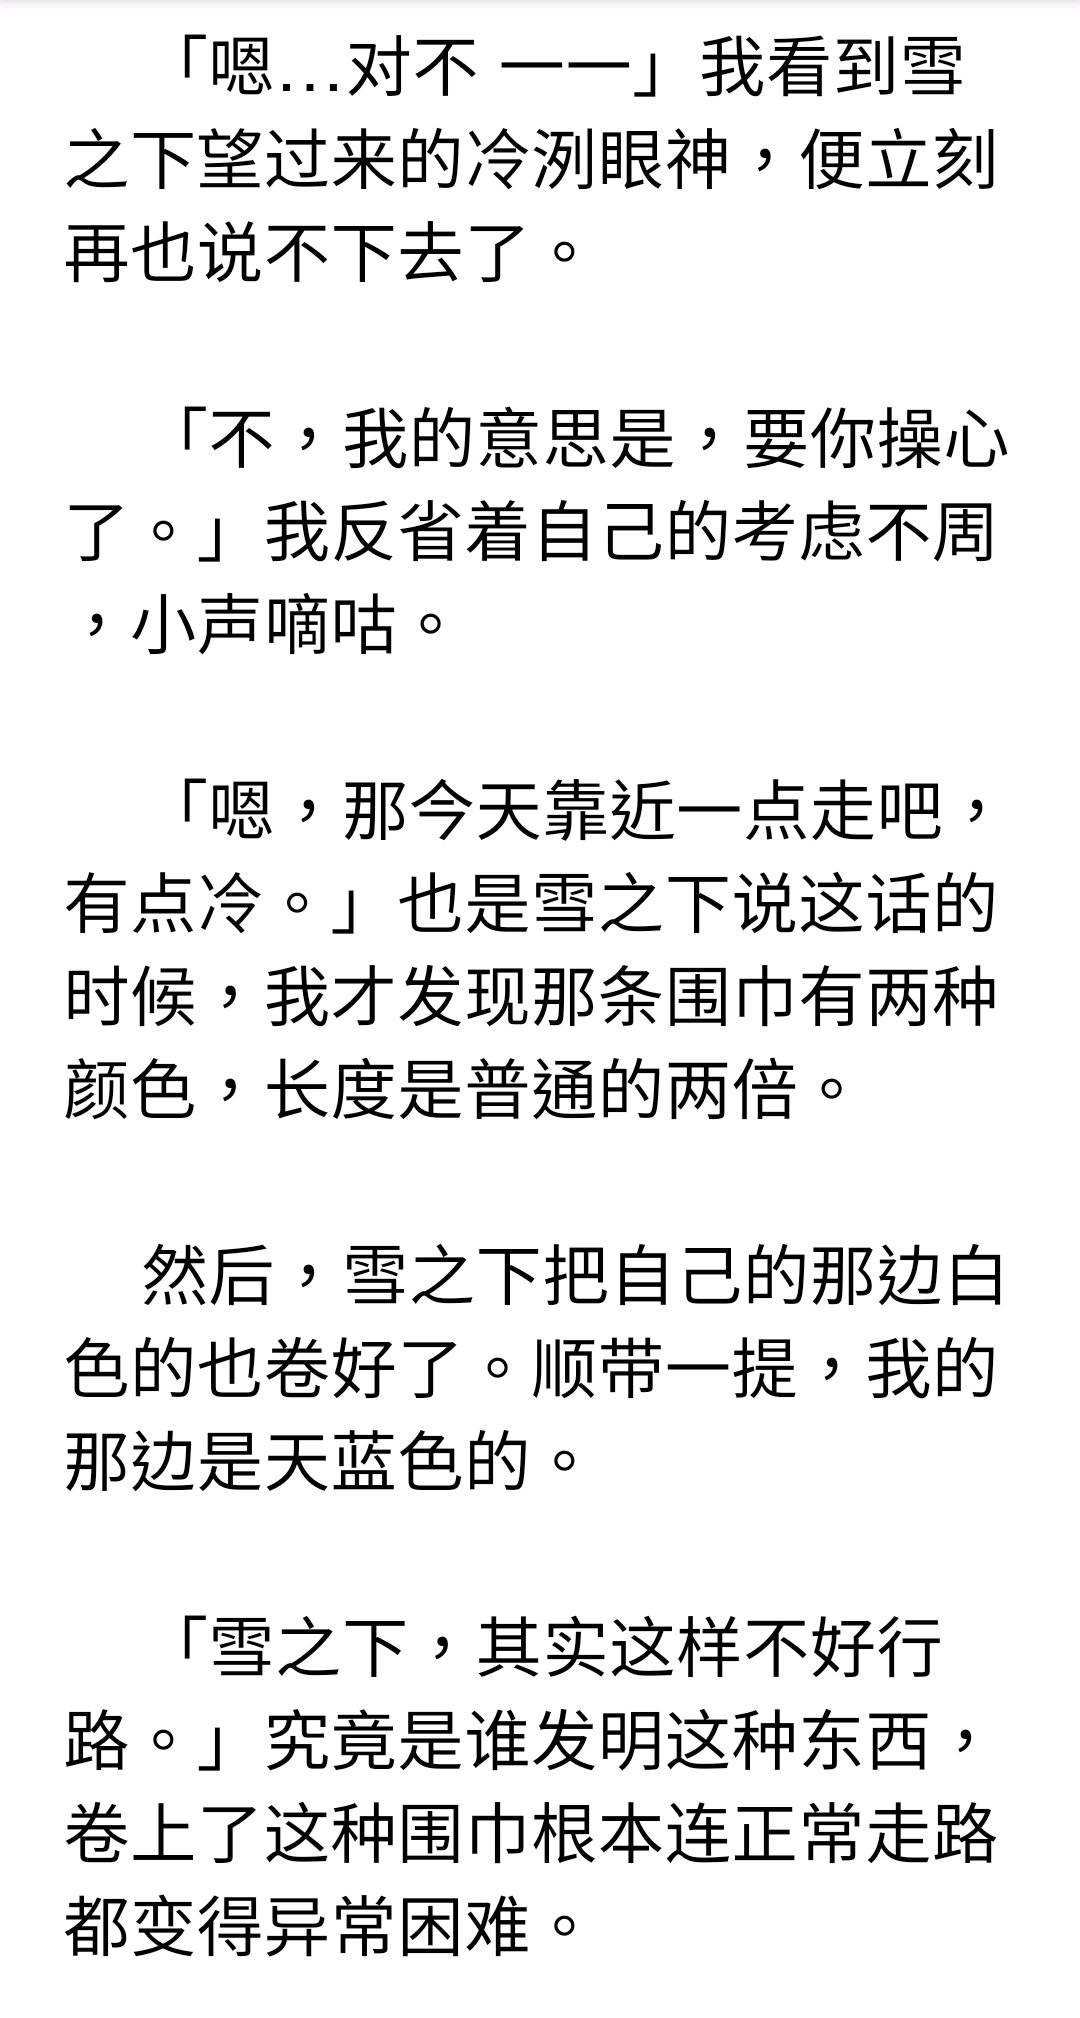 「嗯…对不 一一」我看到雪
之下望过来的冷洌眼神，便立刻
再也说不下去了。
「不，我的意思是，要你操心
了。」我反省着自己的考虑不周
，小声嘀咕。
「嗯，那今天靠近一点走吧，
有点冷。」也是雪之下说这话的
时候，我才发现那条围巾有两种
颜色，长度是普通的两倍。
然后，雪之下把自己的那边白
色的也卷好了。顺带一提，我的
那边是天蓝色的。
「雪之下，其实这样不好行
路。」究竟是谁发明这种东西，
卷上了这种围巾根本连正常走路
都变得异常困难。